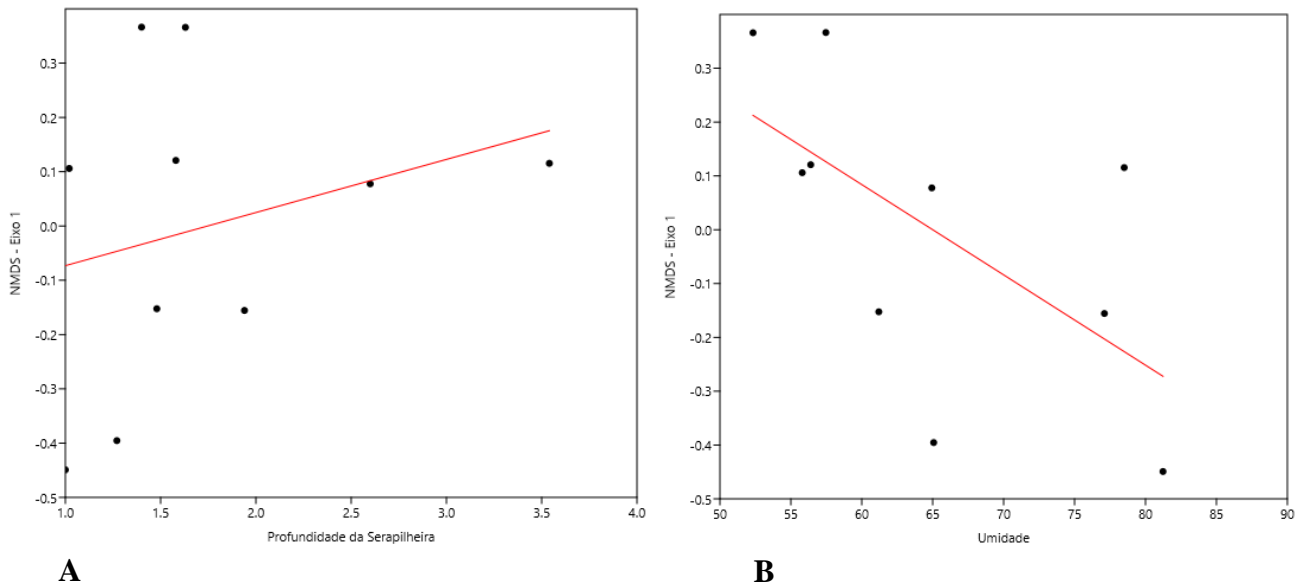 0.3
0.2
0.1
0.0
-0.1
-0.2
-0.3
-0.4
-0.5
NMDS - Eixo 1
1.0 1.5 2.0 2.5 3.0 3.5 4.0
Profundidade da Serapilheira
A
0.3
0.2
0.1
0.0
-0.1
-0.2
-0.3
-0.4
-0.5
NMDS - Eixo 1
50 55 60 65 70 75 80 85 90
Umidade
B